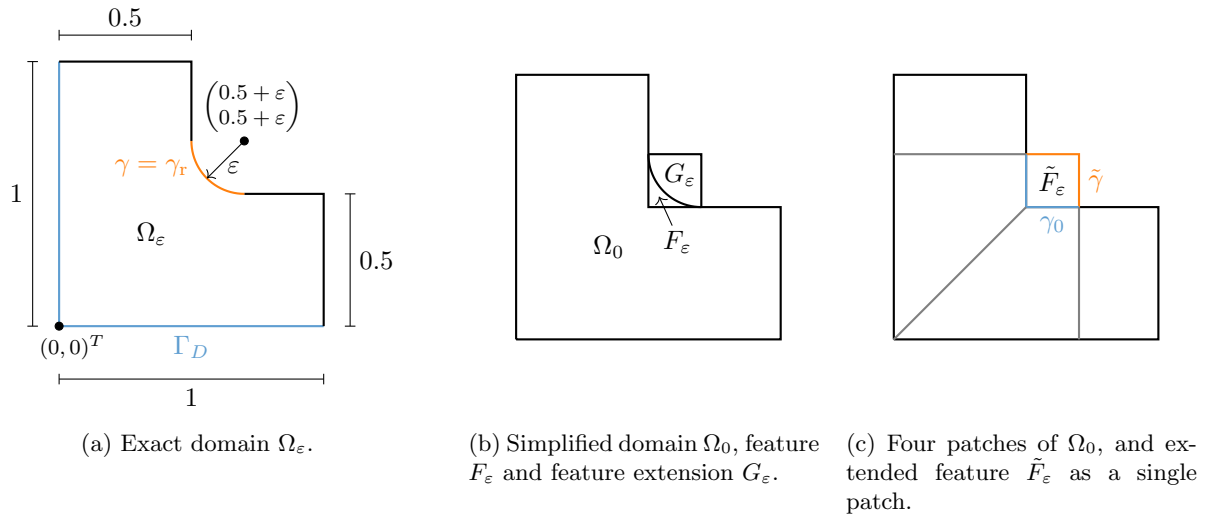 0.5
0.5 + ε
0.5 + ε
γ = γr
ε
1
Ωε
0.5
(0, 0)T
ΓD
1
(a) Exact domain Ωε.
Gε
Ω0
Fε
(b) Simplified domain Ω0, feature
Fε and feature extension Gε.
F̃ε
γ̃
γ0
(c) Four patches of Ω0, and ex-
tended feature F̃ε as a single
patch.